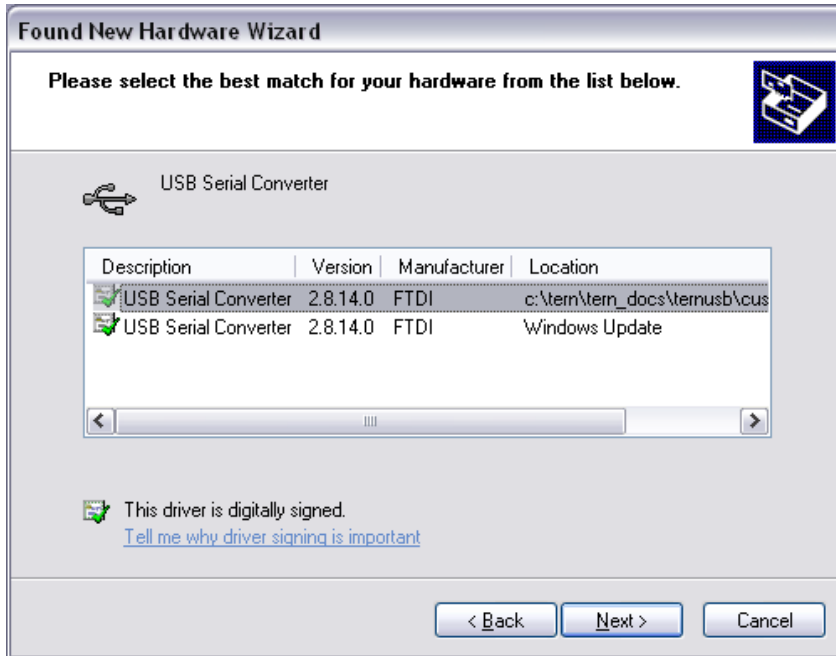 Found New Hardware Wizard
Please select the best match for your hardware from the list below.
USB Serial Converter
Description Version Manufacturer Location
USB Serial Converter 2.8.14.0 FTDI c:\tern\tern_docs\ternusb\cus
USB Serial Converter 2.8.14.0 FTDI Windows Update
This driver is digitally signed.
Tell me why driver signing is important
< Back Next > Cancel